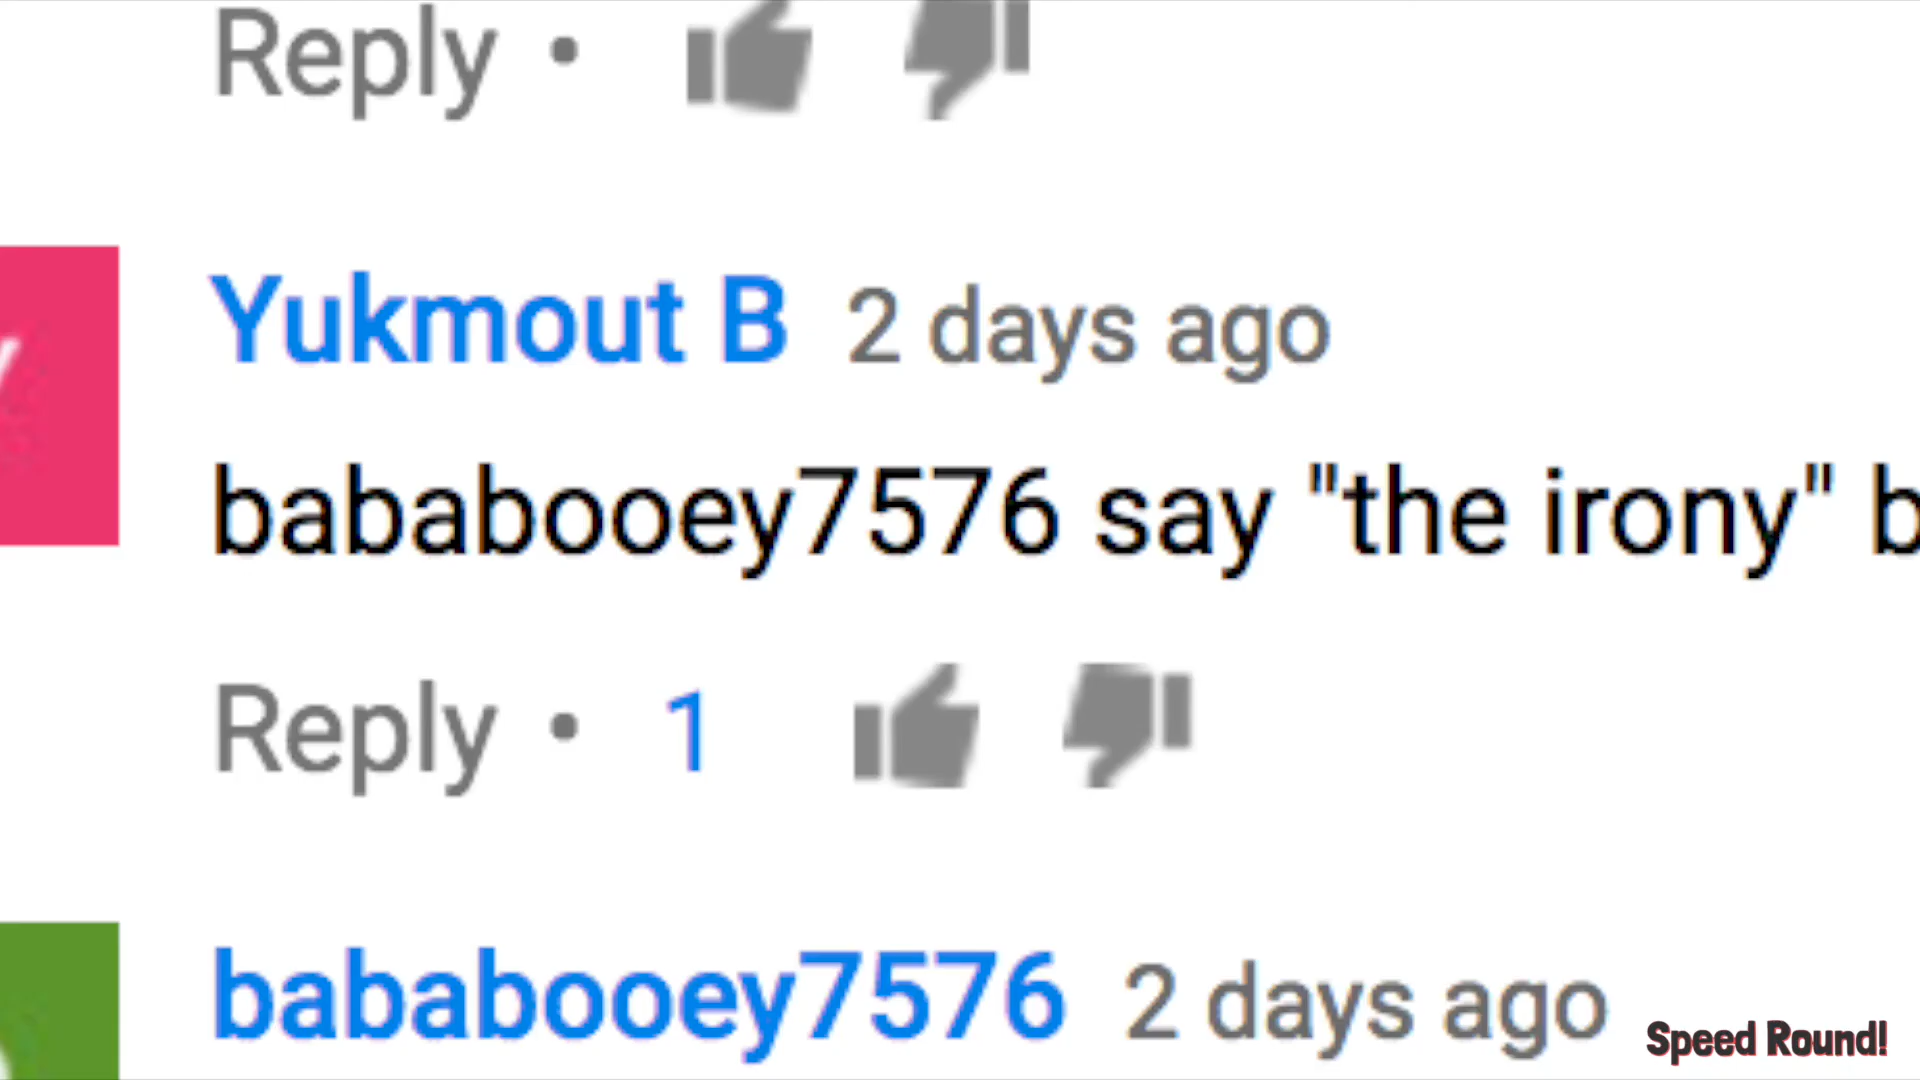 Reply •
Yukmout B 2 days ago
bababooey7576 say "the irony" b
Reply • 1
bababooey7576 2 days ago
Speed Round!